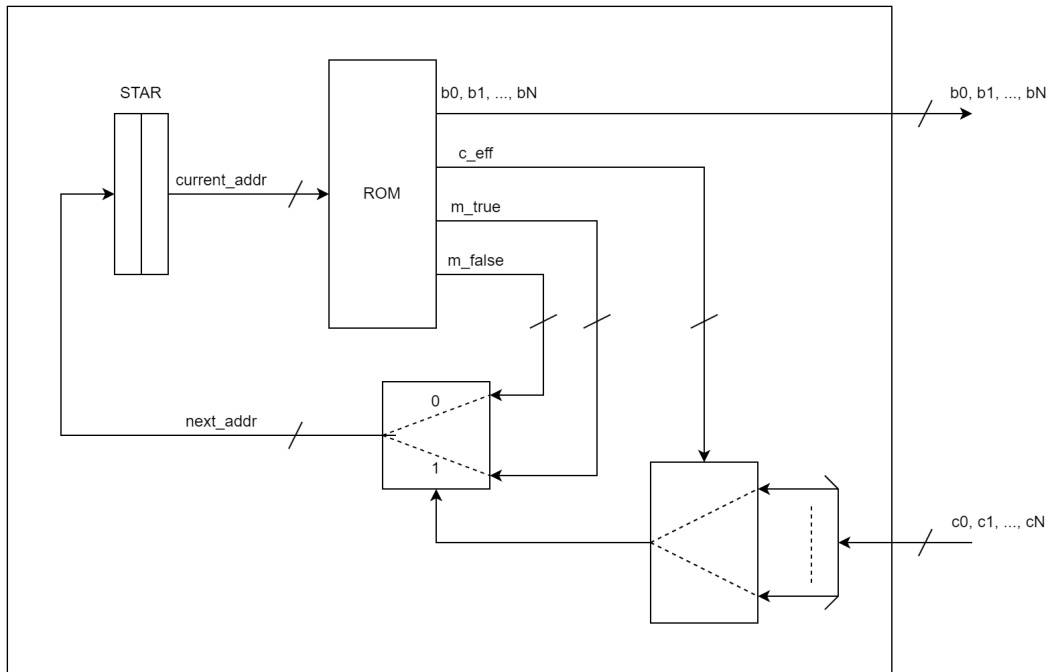 STAR
b0, b1, ..., bN
b0, b1, ..., bN
c_eff
current_addr
ROM
m_true
m_false
0
next_addr
1
c0, c1, ..., cN